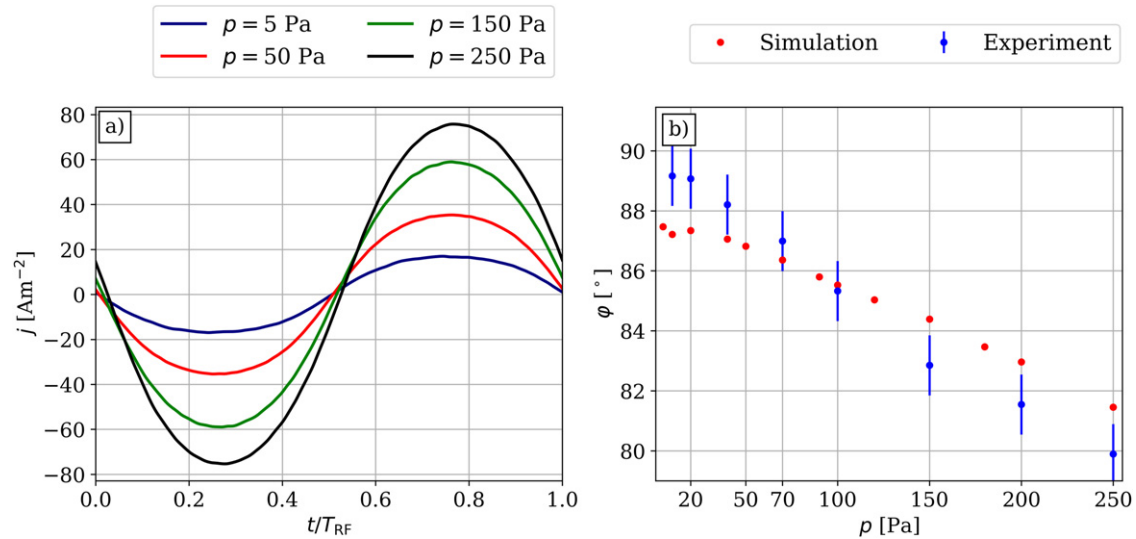 p = 5 Pa
p = 150 Pa
p = 50 Pa
p = 250 Pa
Simulation
Experiment
a)
80
60
40
20
0
−20
−40
−60
−80
j [Am⁻²]
0.0 0.2 0.4 0.6 0.8 1.0
t/T_RF
b)
90
88
86
84
82
80
φ [°]
20 50 70 100 150 200 250
p [Pa]